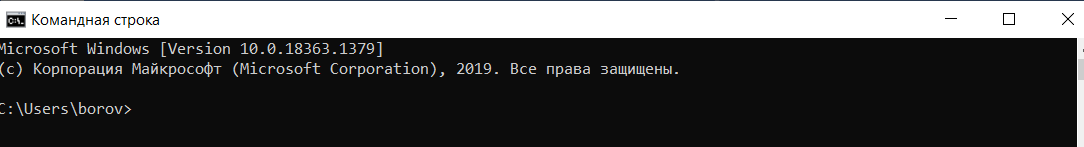 Командная строка
Microsoft Windows [Version 10.0.18363.1379]
(c) Корпорация Майкрософт (Microsoft Corporation), 2019. Все права защищены.
C:\Users\borov>